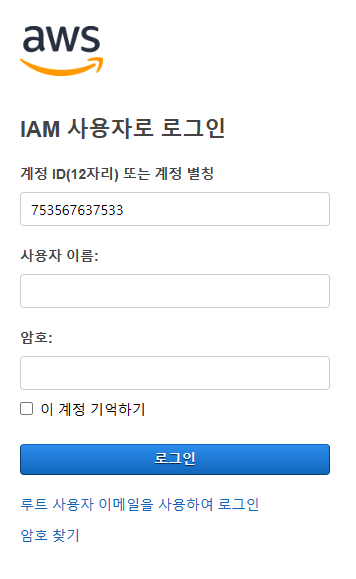 aws
IAM 사용자로 로그인
계정 ID(12자리) 또는 계정 별칭
753567637533
사용자 이름:
암호:
이 계정 기억하기
로그인
루트 사용자 이메일을 사용하여 로그인
암호 찾기